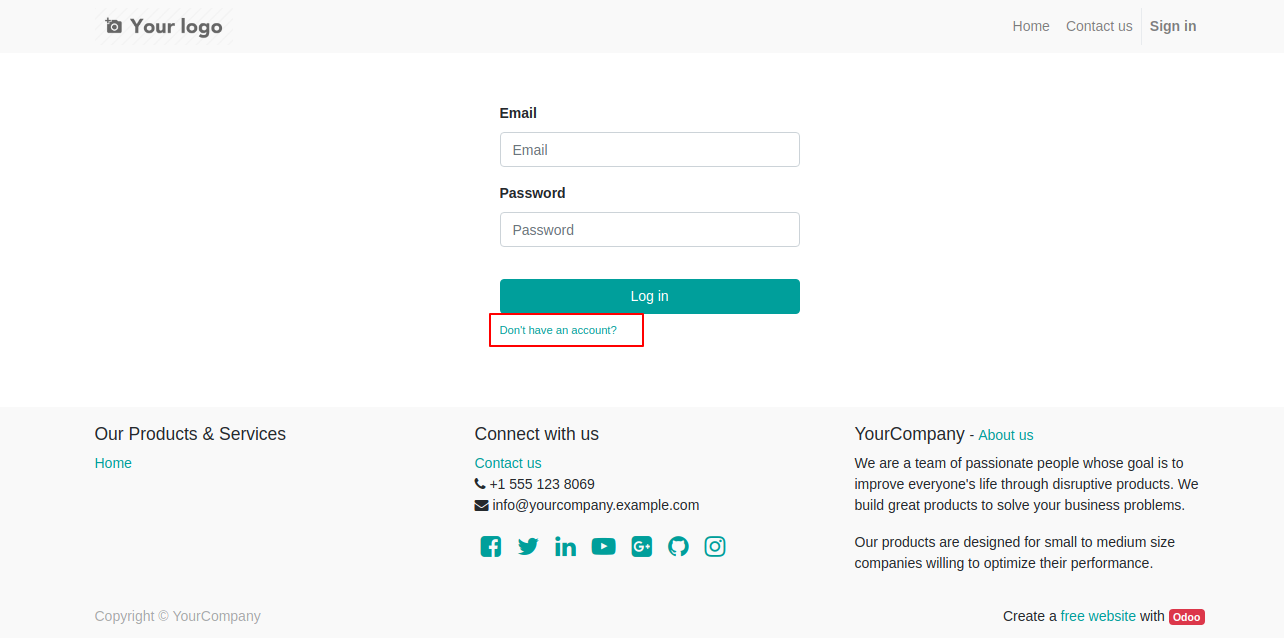 Your logo
Home
Contact us
Sign in
Email
Email
Password
Password
Log in
Don't have an account?
Our Products & Services
Home
Connect with us
Contact us
+1 555 123 8069
info@yourcompany.example.com
YourCompany - About us
We are a team of passionate people whose goal is to
improve everyone's life through disruptive products. We
build great products to solve your business problems.
Our products are designed for small to medium size
companies willing to optimize their performance.
Copyright © YourCompany
Create a free website with Odoo